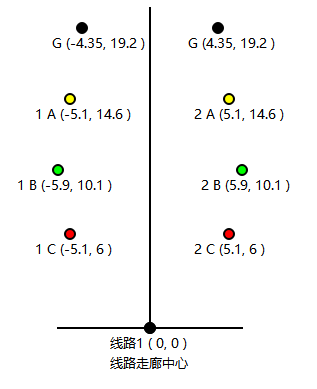 G (-4.35, 19.2 )
G (4.35, 19.2 )
1 A (-5.1, 14.6 )
2 A (5.1, 14.6 )
1 B (-5.9, 10.1 )
2 B (5.9, 10.1 )
1 C (-5.1, 6 )
2 C (5.1, 6 )
线路1 ( 0, 0 )
线路走廊中心